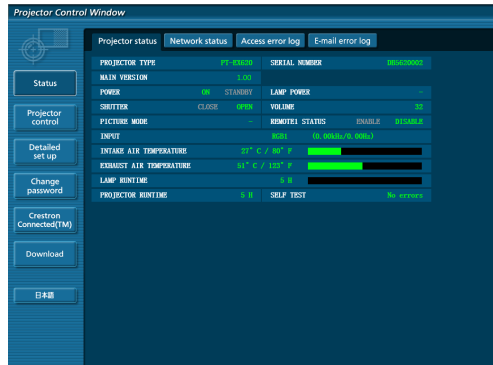 Projector Control Window
Projector status Network status Access error log E-mail error log
PROJECTOR TYPE PT-EX620 SERIAL NUMBER DB5620002
MAIN VERSION 1.00
POWER ON STANDBY LAMP POWER -
SHUTTER CLOSE OPEN VOLUME 32
PICTURE MODE - REMOTE1 STATUS ENABLE DISABLE
INPUT RGB1 (0.00kHz/0.00Hz)
INTAKE AIR TEMPERATURE 27° C / 80° F
EXHAUST AIR TEMPERATURE 51° C / 123° F
LAMP RUNTIME 5 H
PROJECTOR RUNTIME 5 H SELF TEST No errors
Status
Projector
control
Detailed
set up
Change
password
Crestron
Connected(TM)
Download
日本語